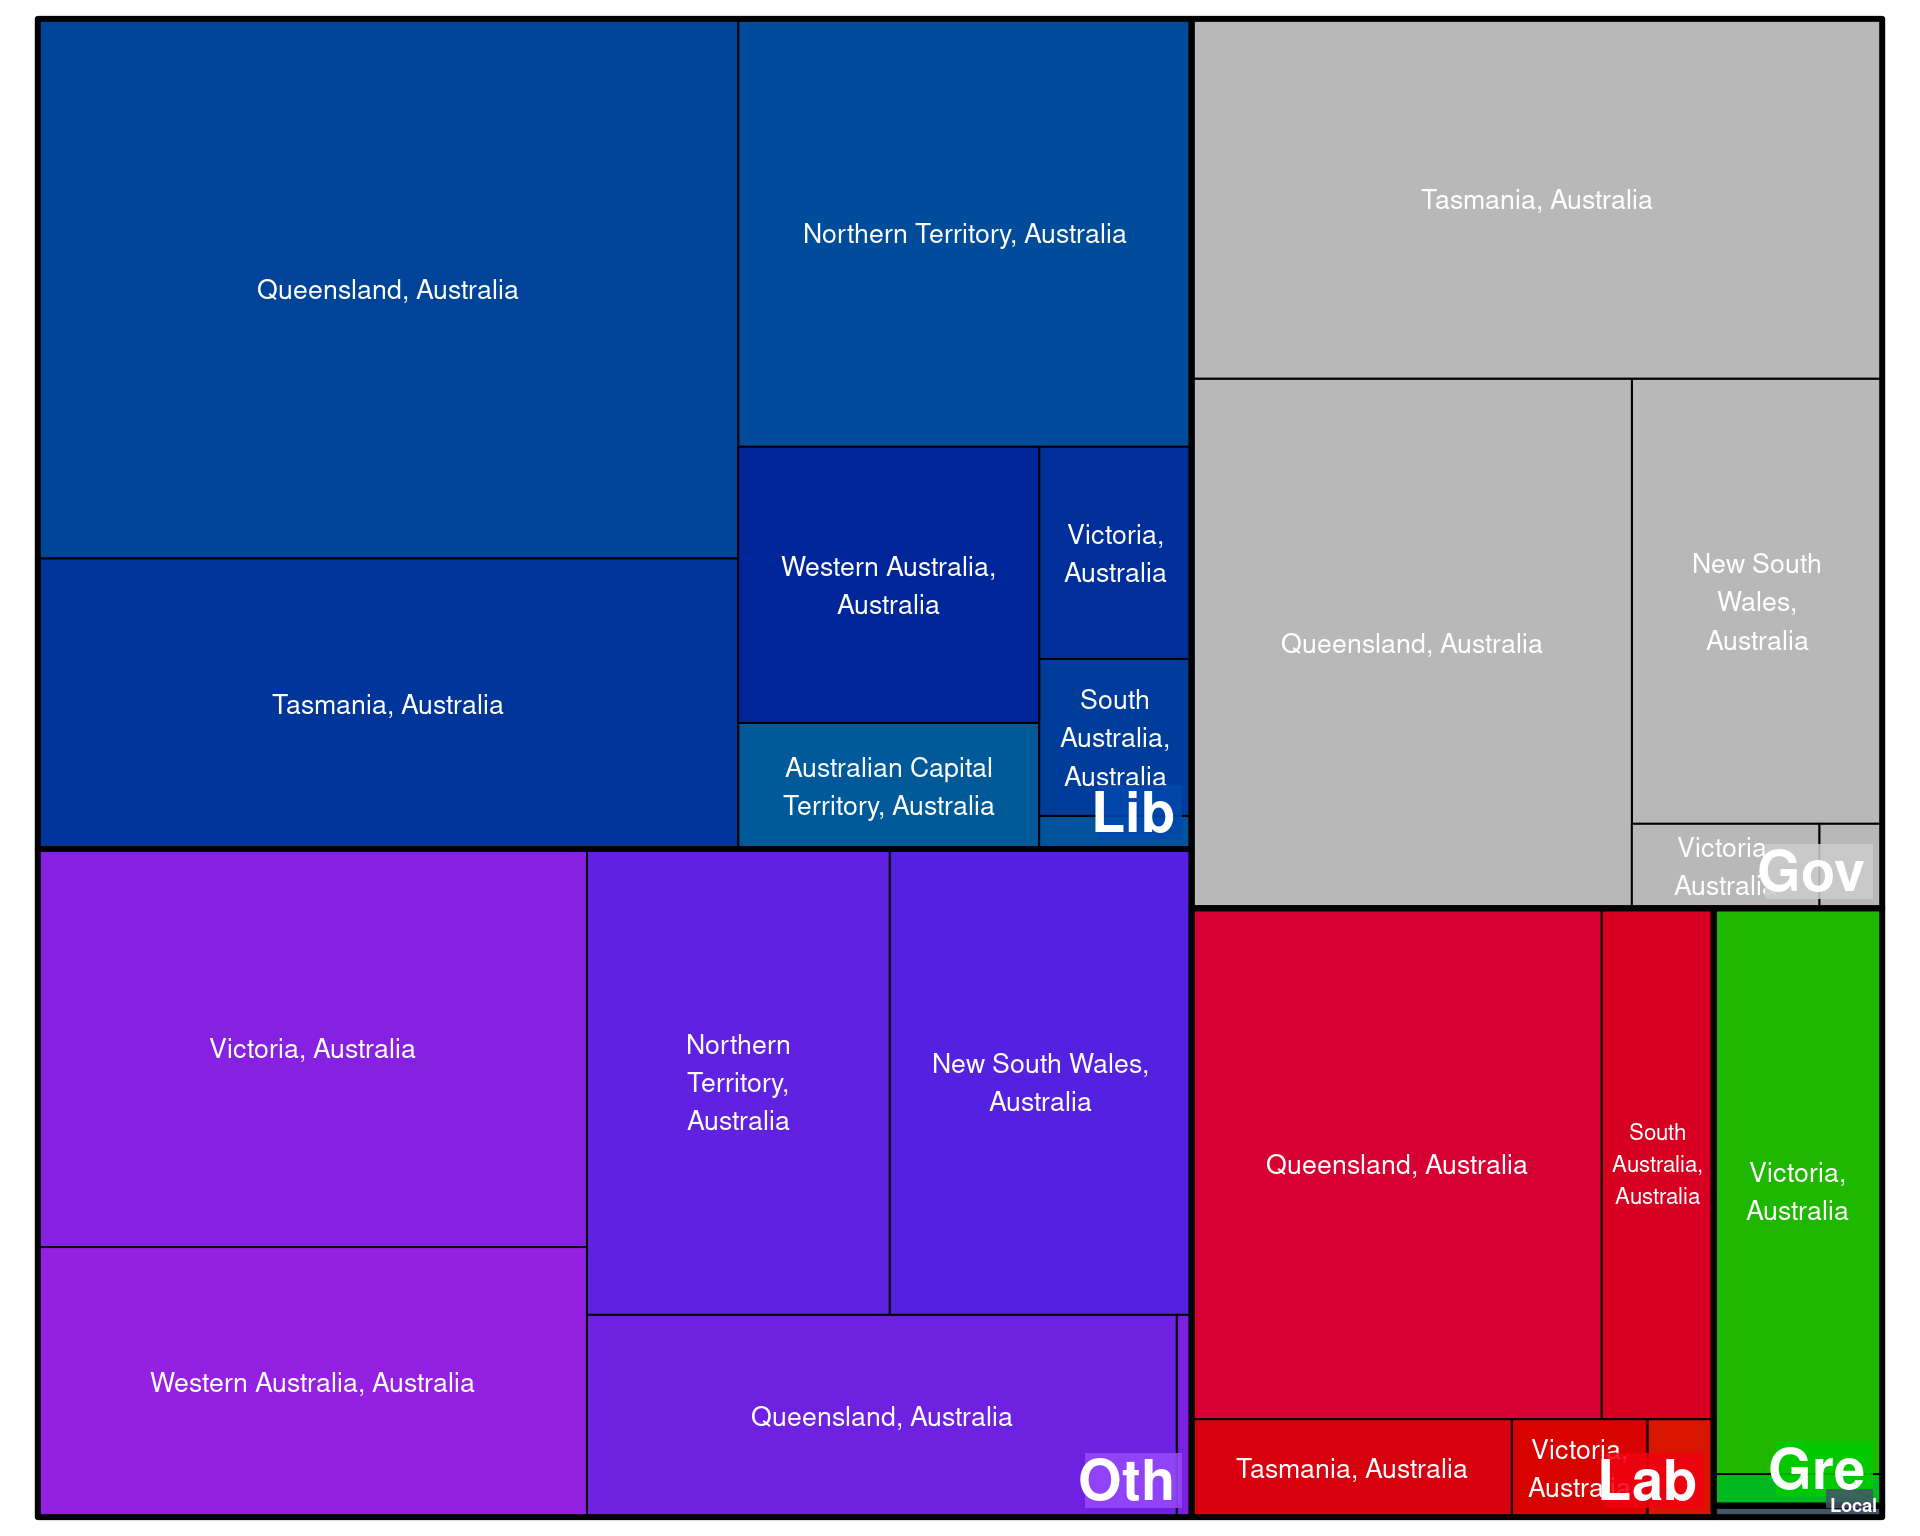 Queensland, Australia
Northern Territory, Australia
Tasmania, Australia
Western Australia,
Australia
Victoria,
Australia
South
Australia,
Australia
Australian Capital
Territory, Australia
Lib
Tasmania, Australia
Queensland, Australia
New South
Wales,
Australia
Victoria,
Australia
Gov
Victoria, Australia
Western Australia, Australia
Northern
Territory,
Australia
New South Wales,
Australia
Queensland, Australia
Oth
Queensland, Australia
South
Australia,
Australia
Tasmania, Australia
Victoria,
Australia
Lab
Victoria,
Australia
Gre
Local